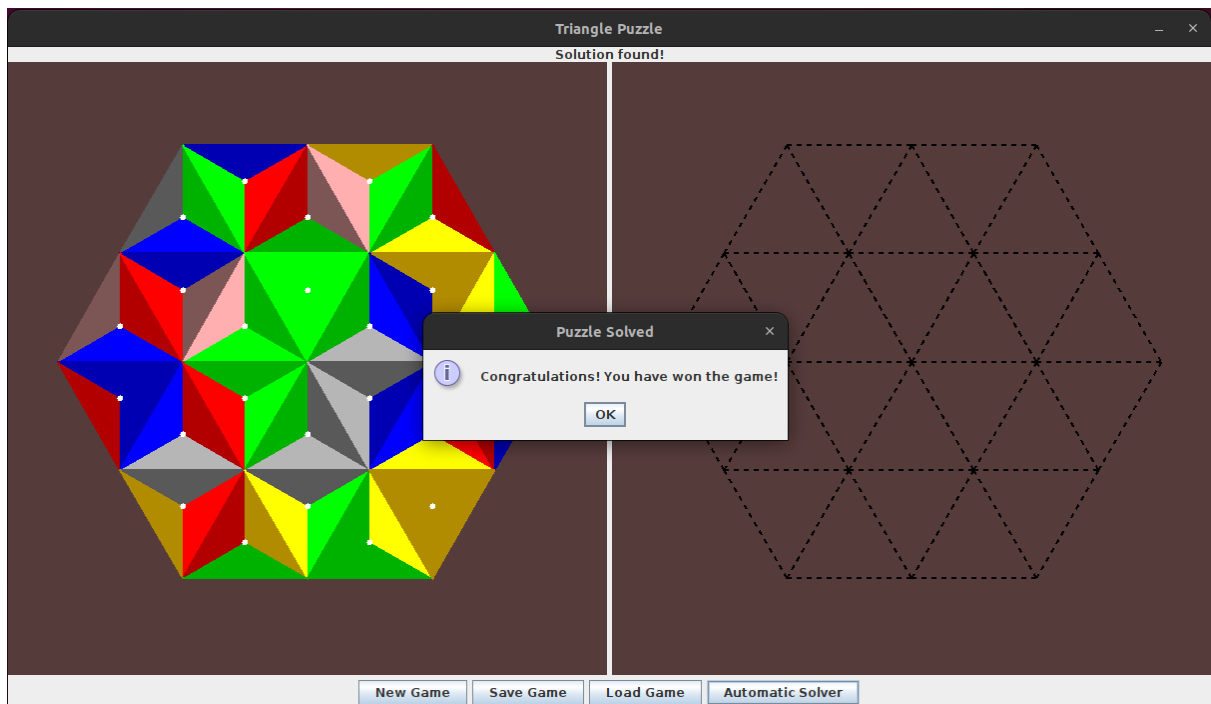 Triangle Puzzle
Solution found!
Puzzle Solved
Congratulations! You have won the game!
OK
New Game
Save Game
Load Game
Automatic Solver